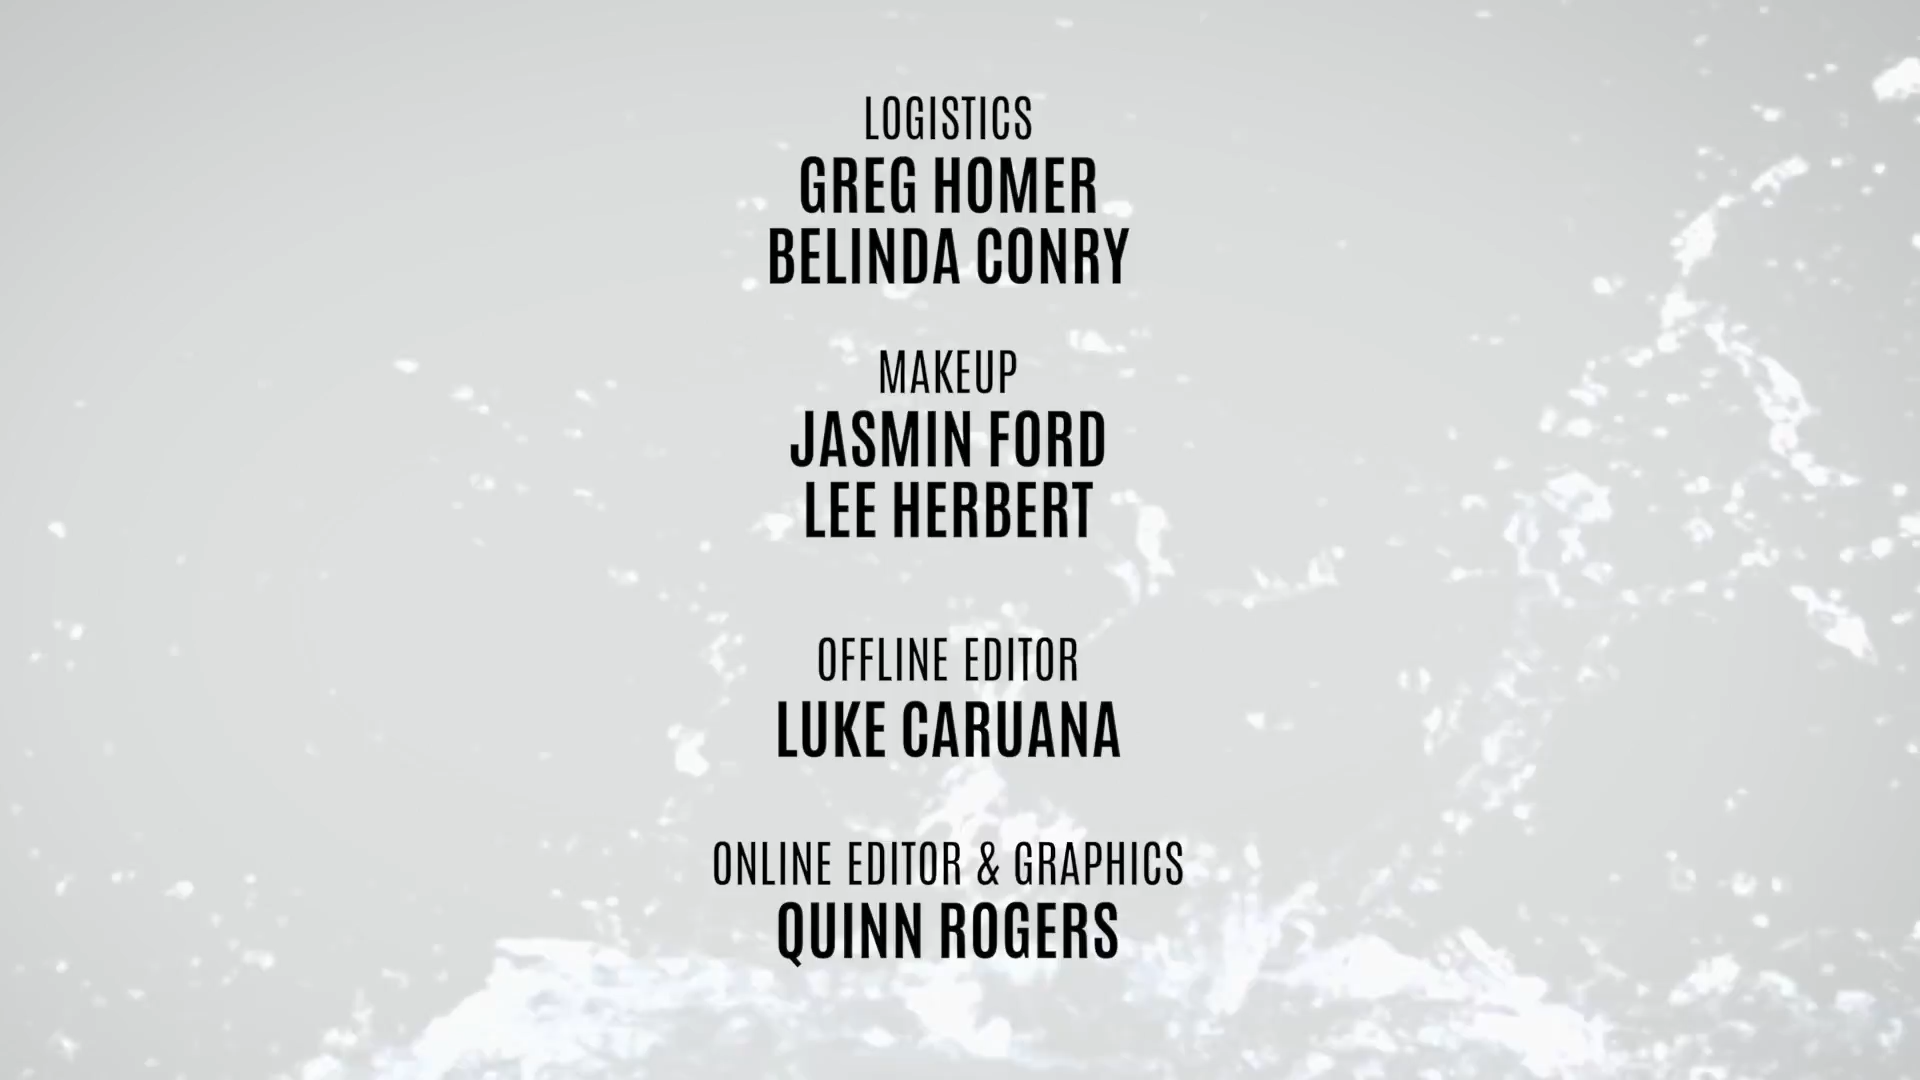 LOGISTICS
GREG HOMER
BELINDA CONRY
MAKEUP
JASMIN FORD
LEE HERBERT
OFFLINE EDITOR
LUKE CARUANA
ONLINE EDITOR & GRAPHICS
QUINN ROGERS